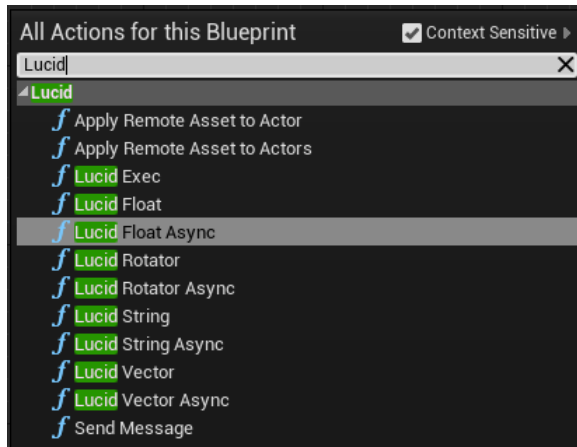 All Actions for this Blueprint Context Sensitive
Lucid
Lucid
Apply Remote Asset to Actor
Apply Remote Asset to Actors
Lucid Exec
Lucid Float
Lucid Float Async
Lucid Rotator
Lucid Rotator Async
Lucid String
Lucid String Async
Lucid Vector
Lucid Vector Async
Send Message